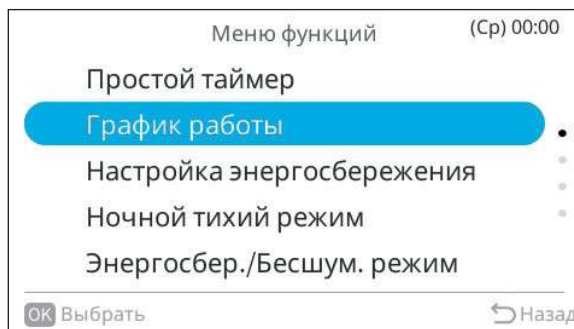 Меню функций (Ср) 00:00
Простой таймер
График работы
Настройка энергосбережения
Ночной тихий режим
Энергосбер./Бесшум. режим
OK Выбрать Назад